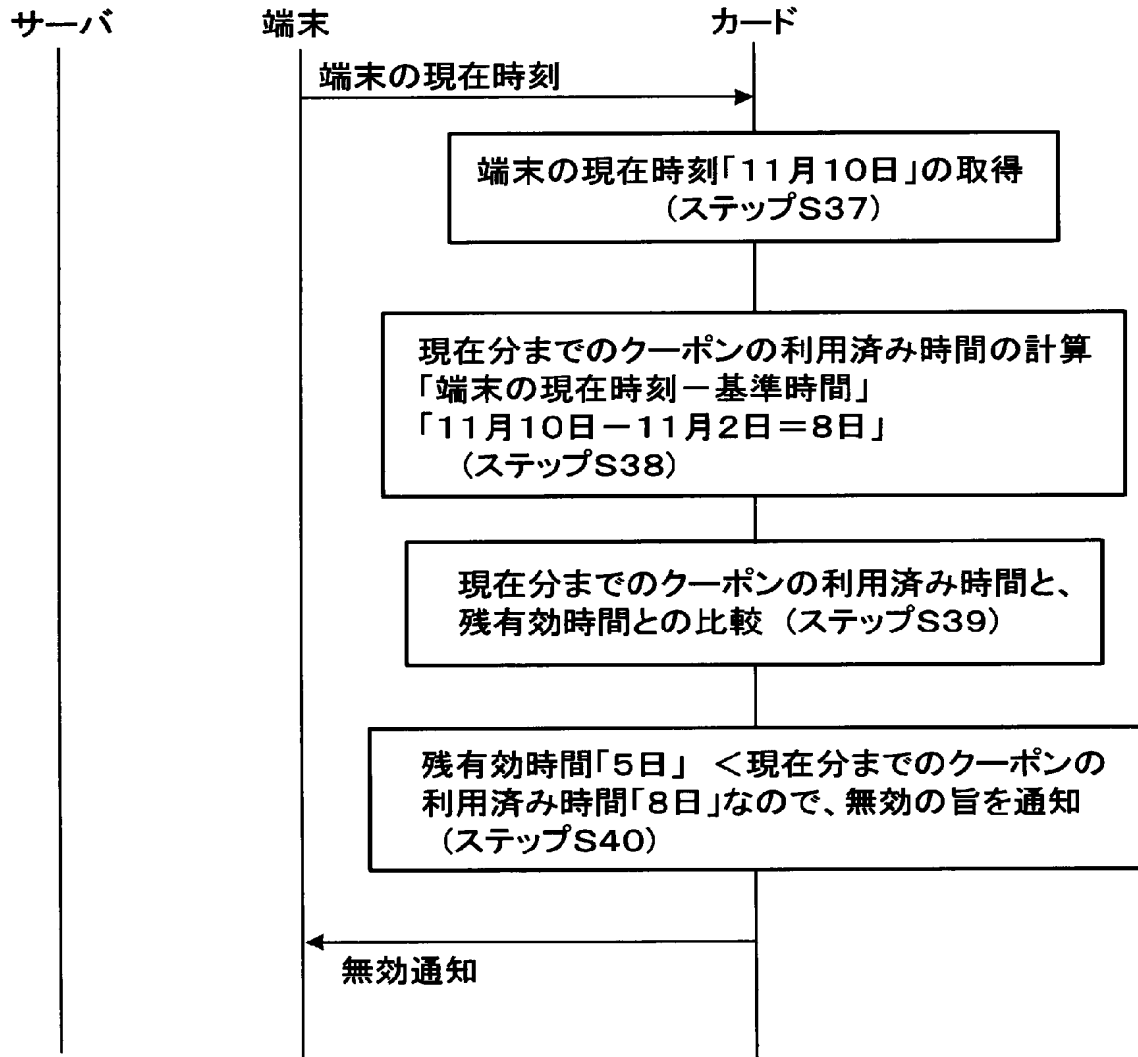 サーバ 端末 カード
端末の現在時刻
端末の現在時刻「11月10日」の取得
(ステップS37)
現在分までのクーポンの利用済み時間の計算
「端末の現在時刻－基準時間」
「11月10日－11月2日＝8日」
(ステップS38)
現在分までのクーポンの利用済み時間と、
残有効時間との比較 (ステップS39)
残有効時間「5日」 ＜現在分までのクーポンの
利用済み時間「8日」なので、無効の旨を通知
(ステップS40)
無効通知